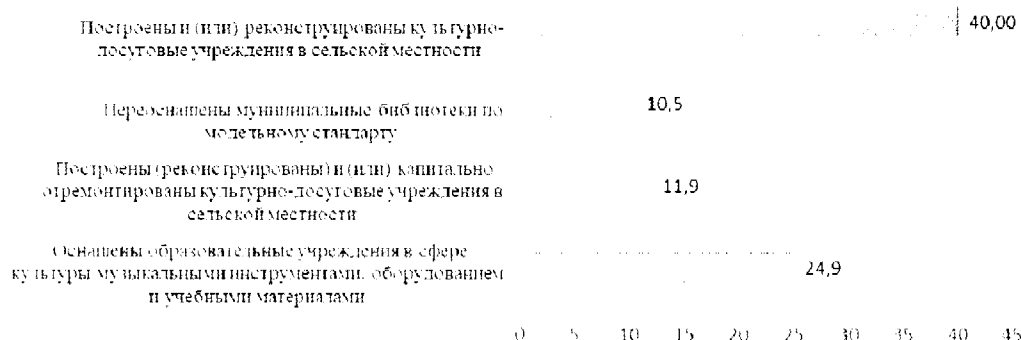 Построены и (или) реконструированы культурно-
досуговые учреждения в сельской местности
40,00
Переоснащены муниципальные библиотеки по
модельному стандарту
10,5
Построены (реконструированы) и (или) капитально
отремонтированы культурно-досуговые учреждения в
сельской местности
11,9
Оснащены образовательные учреждения в сфере
культуры музыкальными инструментами, оборудованием
и учебными материалами
24,9
0 5 10 15 20 25 30 35 40 45